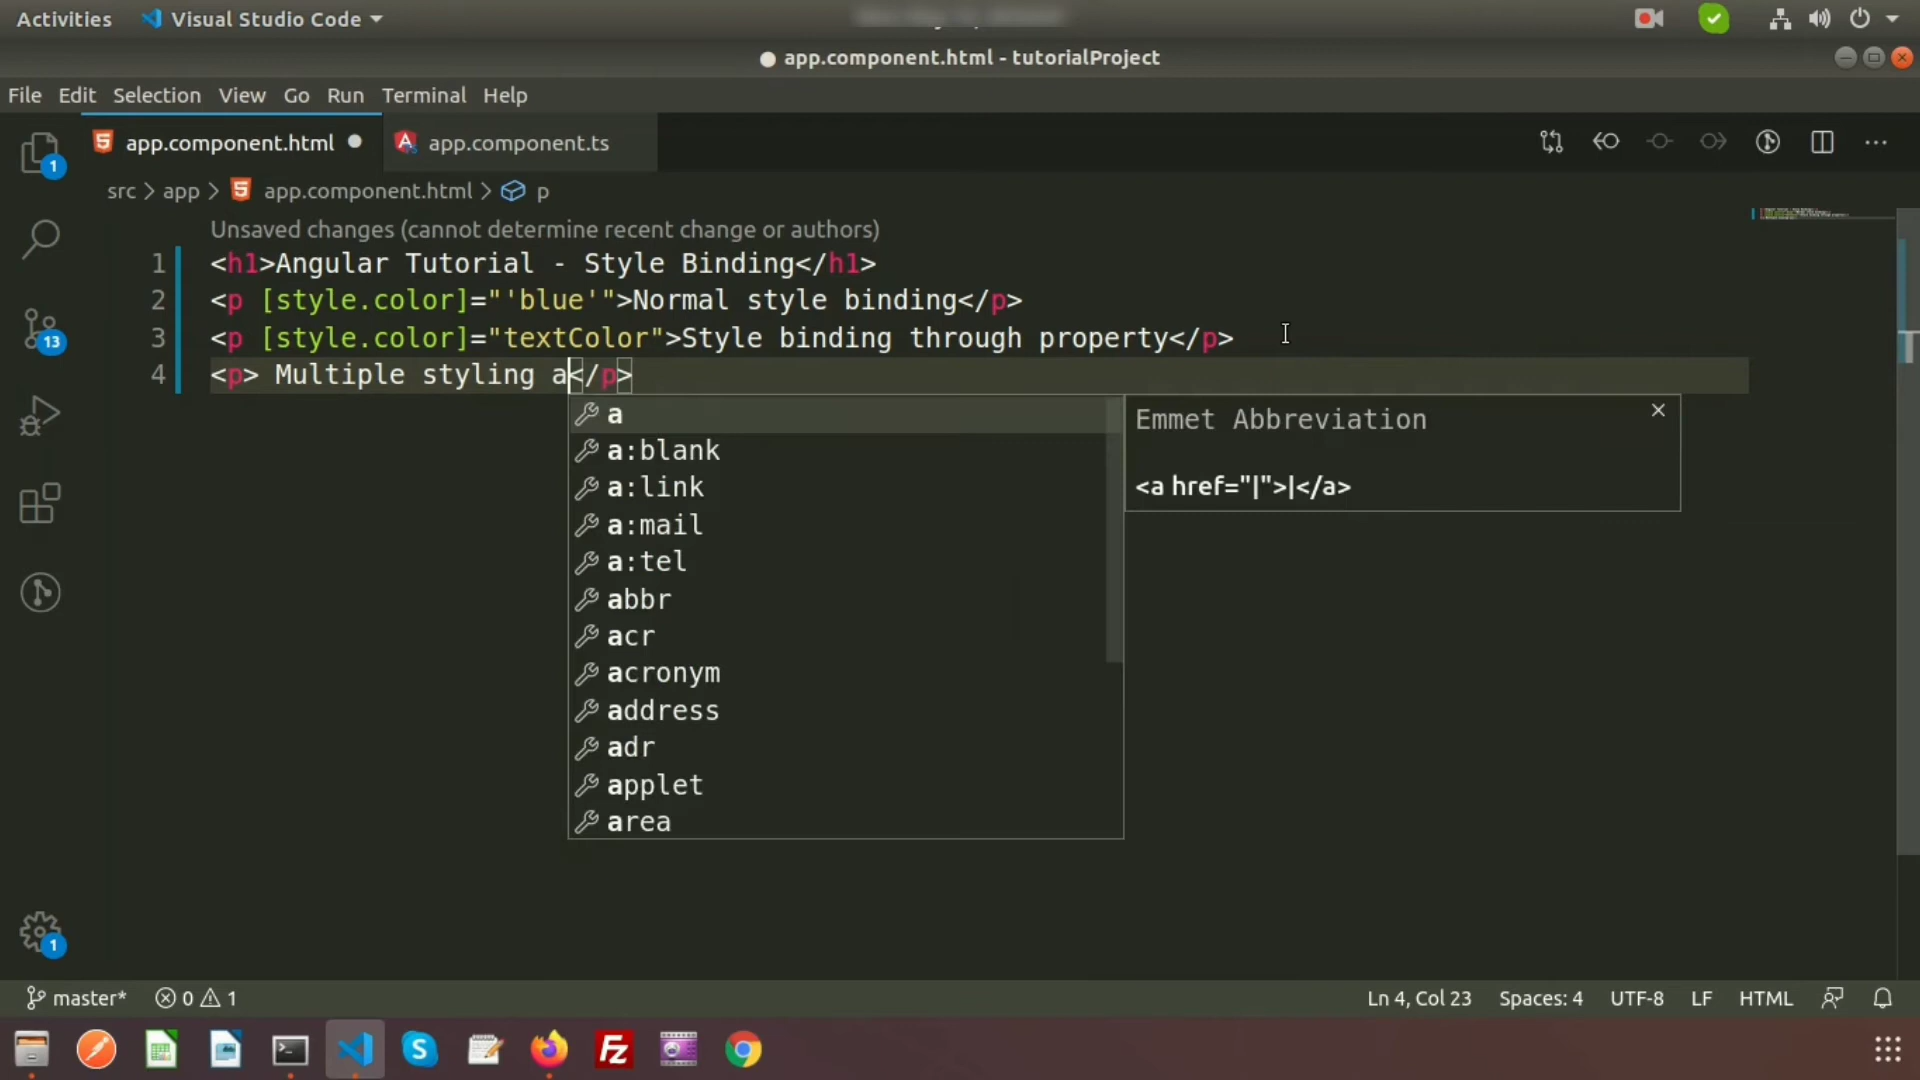 Activities Visual Studio Code
app.component.html - tutorialProject
File Edit Selection View Go Run Terminal Help
app.component.html app.component.ts
1
src > app > app.component.html > p
Unsaved changes (cannot determine recent change or authors)
1 <h1>Angular Tutorial - Style Binding</h1>
2 <p [style.color]="'blue'">Normal style binding</p>
3 <p [style.color]="textColor">Style binding through property</p>
13
4 <p> Multiple styling a</p>
a
a:blank
a:link
a:mail
a:tel
abbr
acr
acronym
address
adr
applet
area
Emmet Abbreviation
<a href="|">|</a>
1
master* 0 1 Ln 4, Col 23 Spaces: 4 UTF-8 LF HTML
S Fz